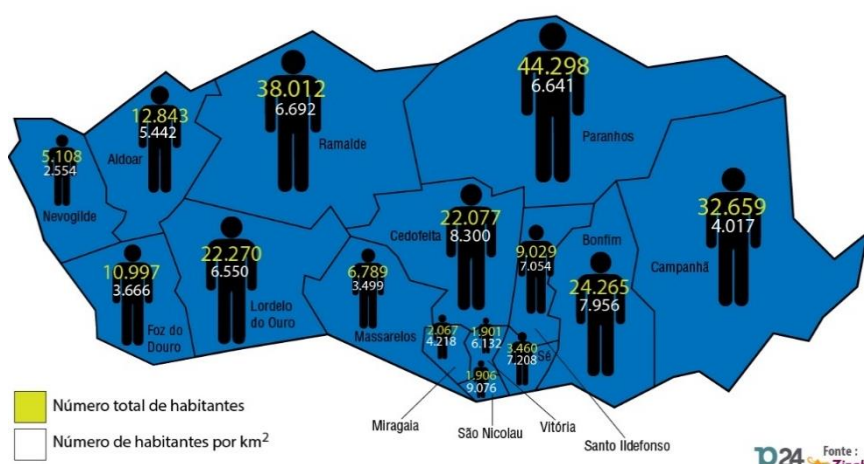 44.298
6.641
Paranhos
38.012
6.692
Ramalde
12.843
5.442
Aldoar
5.108
2.554
Nevogilde
32.659
4.017
Campanhã
22.077
8.300
Cedofeita
9.029
7.054
Bonfim
24.265
7.956
22.270
6.550
Lordelo
do Ouro
10.997
3.666
Foz do
Douro
6.789
3.499
Massarelos
2.067
4.218
1.901
6.132
3.460
7.208
Sé
1.906
9.076
Miragaia
São Nicolau
Vitória
Santo Ildefonso
Número total de habitantes
Número de habitantes por km²
24
Fonte :